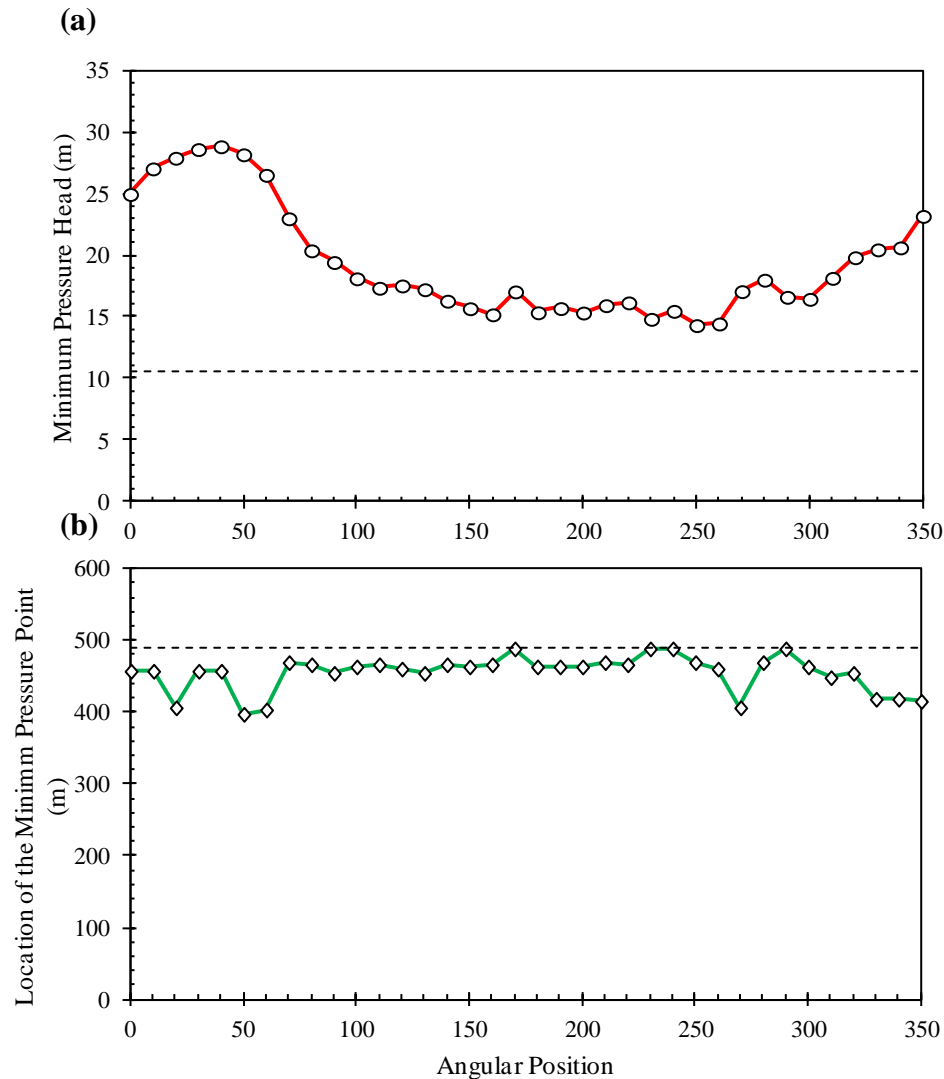 (a)
Minimum Pressure Head (m)
35
30
25
20
15
10
5
0
0 50 100 150 200 250 300 350
(b)
Location of the Minimm Pressure Point
(m)
600
500
400
300
200
100
0
0 50 100 150 200 250 300 350
Angular Position